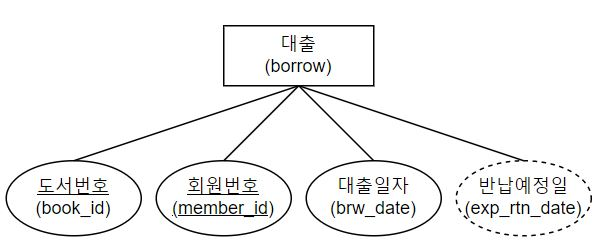 대출
(borrow)
도서번호
(book_id)
회원번호
(member_id)
대출일자
(brw_date)
반납예정일
(exp_rtn_date)